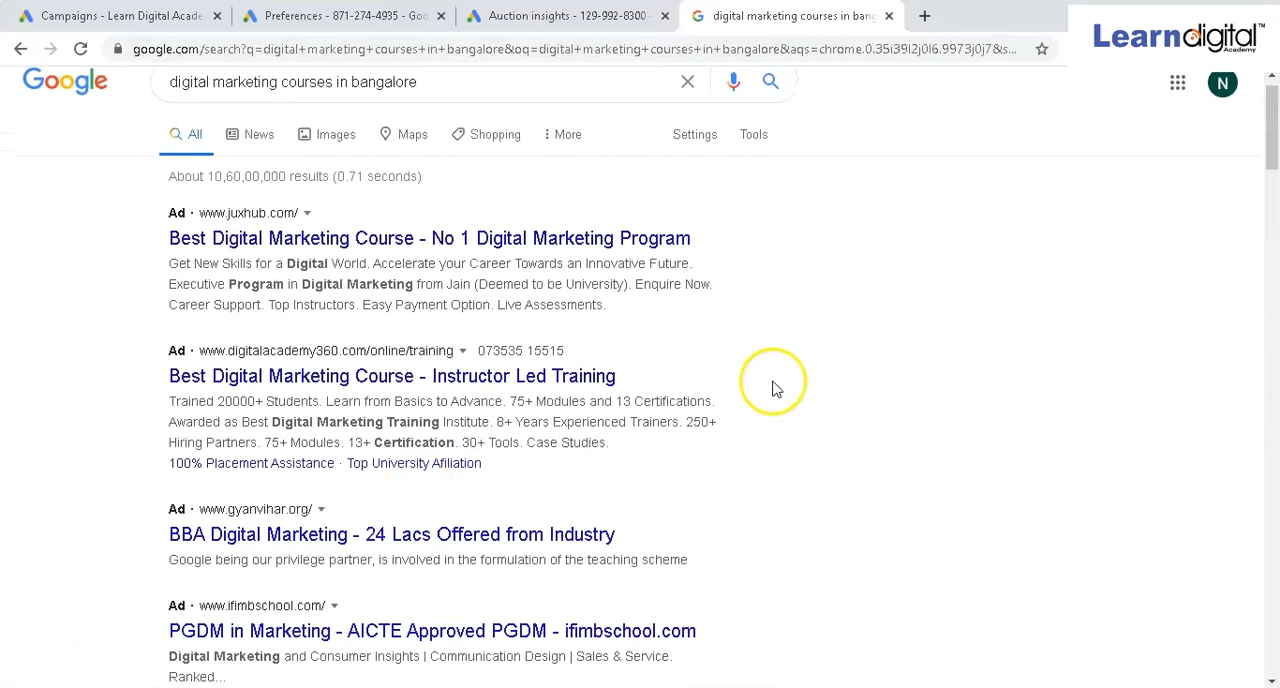 Campaigns - Learn Digital Acade
Preferences - 871-274-4935 - Goo
Auction insights - 129-992-8300 -
digital marketing courses in bang
google.com/search?q=digital+marketing+courses+in+bangalore&oq=digital+marketing+courses+in+bangalore&aqs=chrome.0.35i39l2j0l6.9973j0j7&s...
Learndigital
Academy
Google
digital marketing courses in bangalore
N
All
News
Images
Maps
Shopping
More
Settings
Tools
About 10,60,00,000 results (0.71 seconds)
Ad · www.juxhub.com/
Best Digital Marketing Course - No 1 Digital Marketing Program
Get New Skills for a Digital World. Accelerate your Career Towards an Innovative Future.
Executive Program in Digital Marketing from Jain (Deemed to be University). Enquire Now.
Career Support. Top Instructors. Easy Payment Option. Live Assessments.
Ad · www.digitalacademy360.com/online/training 073535 15515
Best Digital Marketing Course - Instructor Led Training
Trained 20000+ Students. Learn from Basics to Advance. 75+ Modules and 13 Certifications.
Awarded as Best Digital Marketing Training Institute. 8+ Years Experienced Trainers. 250+
Hiring Partners. 75+ Modules. 13+ Certification. 30+ Tools. Case Studies.
100% Placement Assistance · Top University Afiliation
Ad · www.gyanvihar.org/
BBA Digital Marketing - 24 Lacs Offered from Industry
Google being our privilege partner, is involved in the formulation of the teaching scheme
Ad · www.ifimbschool.com/
PGDM in Marketing - AICTE Approved PGDM - ifimbschool.com
Digital Marketing and Consumer Insights | Communication Design | Sales & Service.
Ranked...